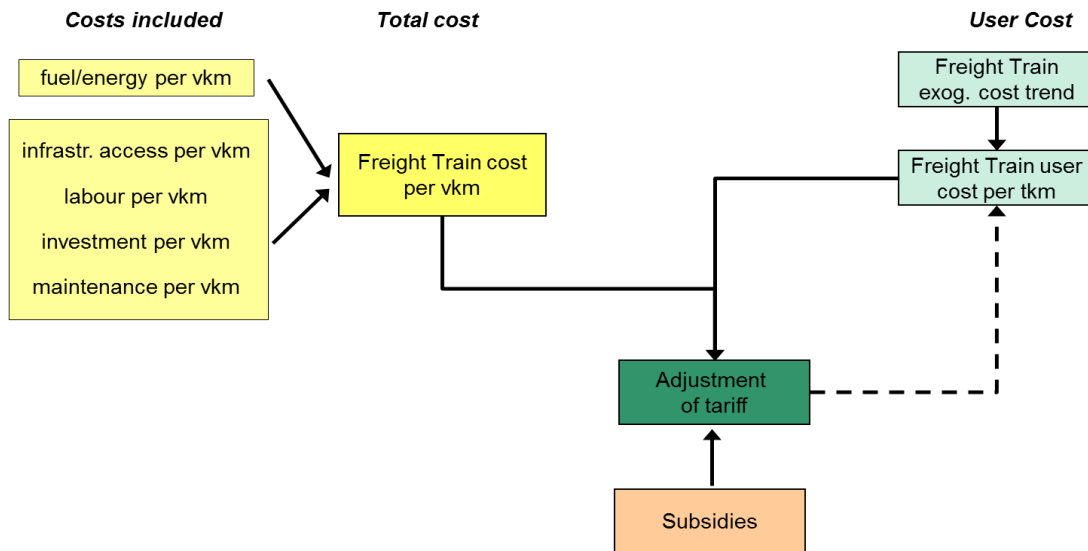 Costs included
Total cost
User Cost
fuel/energy per vkm
infrastr. access per vkm
labour per vkm
investment per vkm
maintenance per vkm
Freight Train cost
per vkm
Freight Train
exog. cost trend
Freight Train user
cost per tkm
Adjustment
of tariff
Subsidies